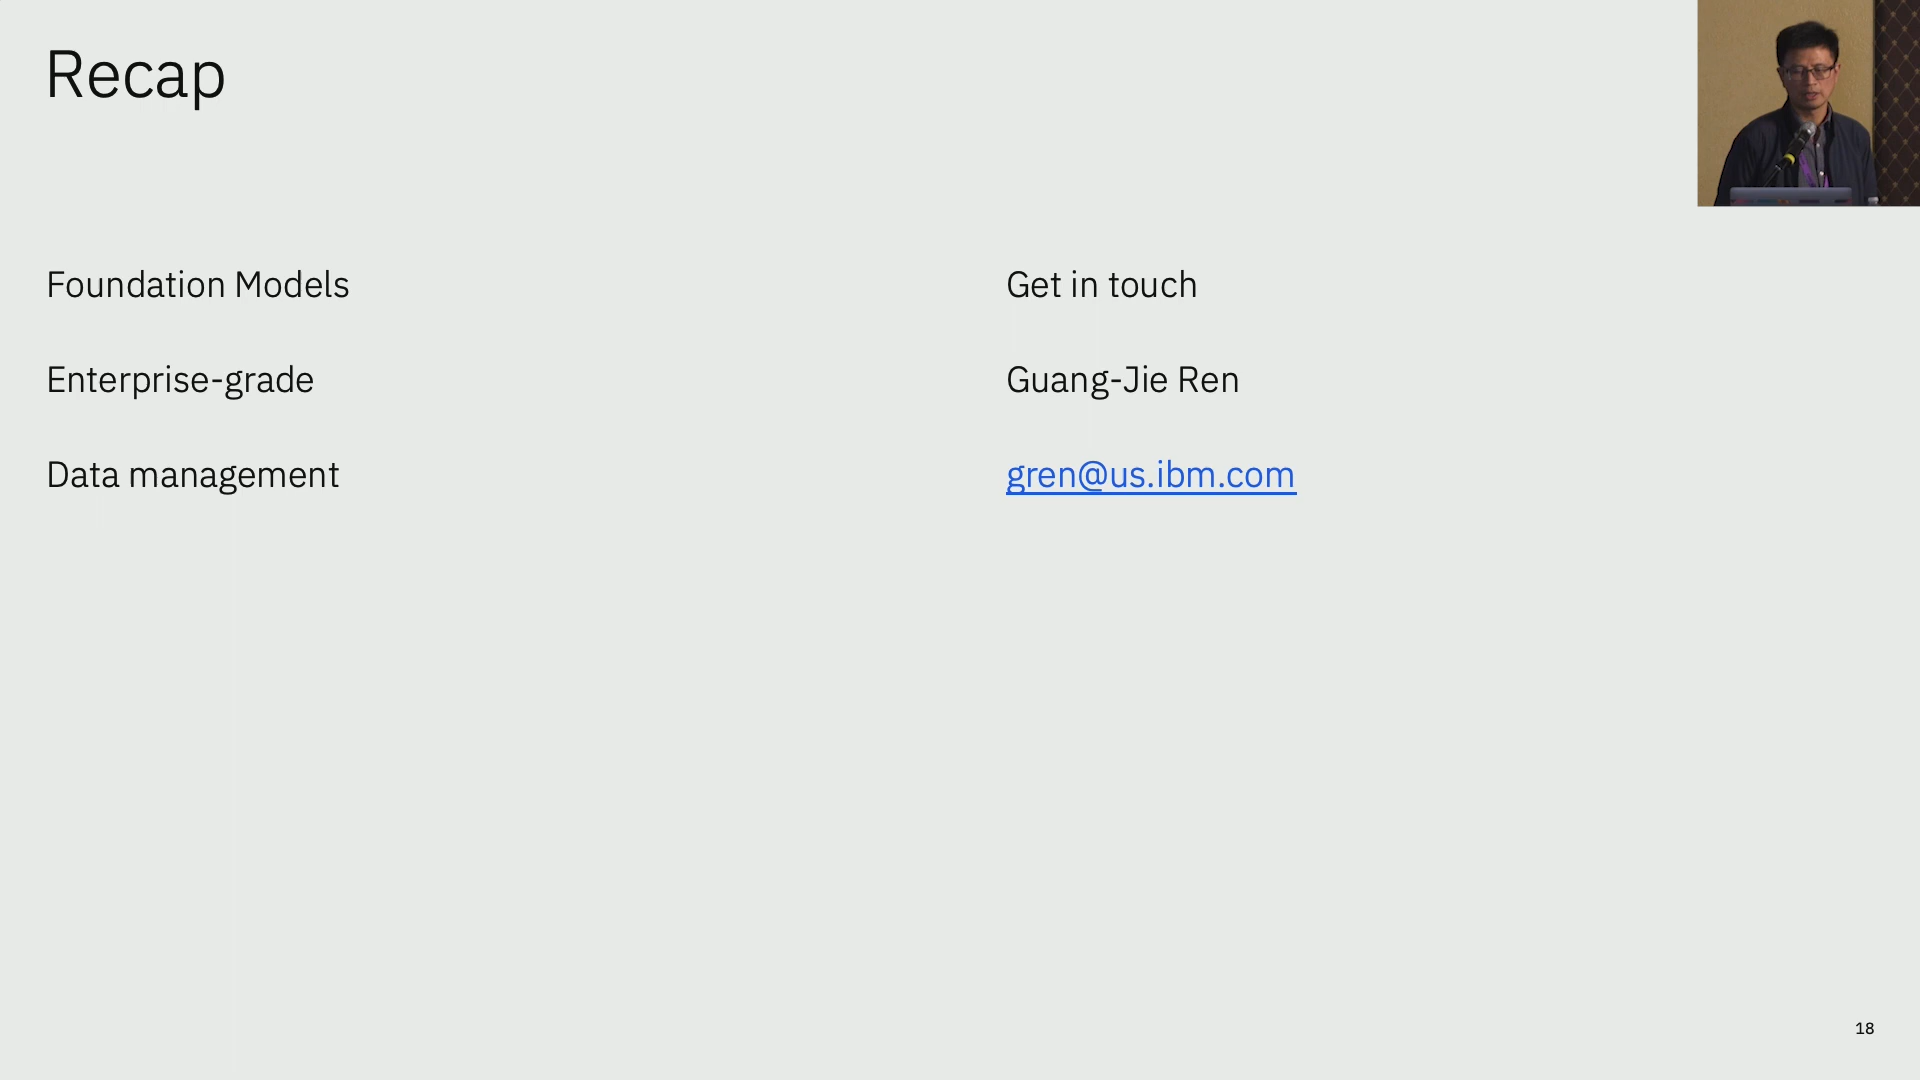 Recap
Foundation Models
Enterprise-grade
Data management
Get in touch
Guang-Jie Ren
gren@us.ibm.com
18